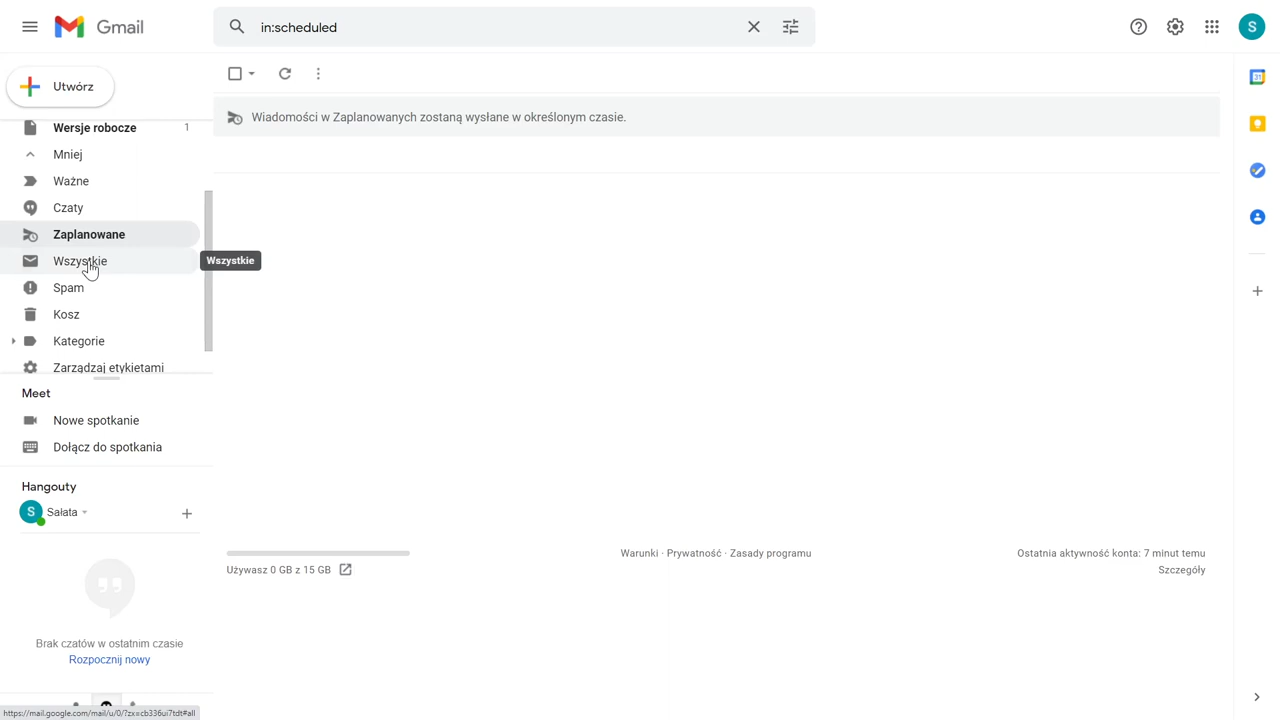 Gmail
in:scheduled
S
Utwórz
Wiadomości w Zaplanowanych zostaną wysłane w określonym czasie.
Wersje robocze 1
Mniej
Ważne
Czaty
Zaplanowane
Wszystkie
Wszystkie
Spam
Kosz
Kategorie
Zarządzaj etykietami
Meet
Nowe spotkanie
Dołącz do spotkania
Hangouty
S Sałata
Brak czatów w ostatnim czasie
Rozpocznij nowy
Używasz 0 GB z 15 GB
Warunki · Prywatność · Zasady programu
Ostatnia aktywność konta: 7 minut temu
Szczegóły
31
https://mail.google.com/mail/u/0/?zx=cb336ui7tdt#all